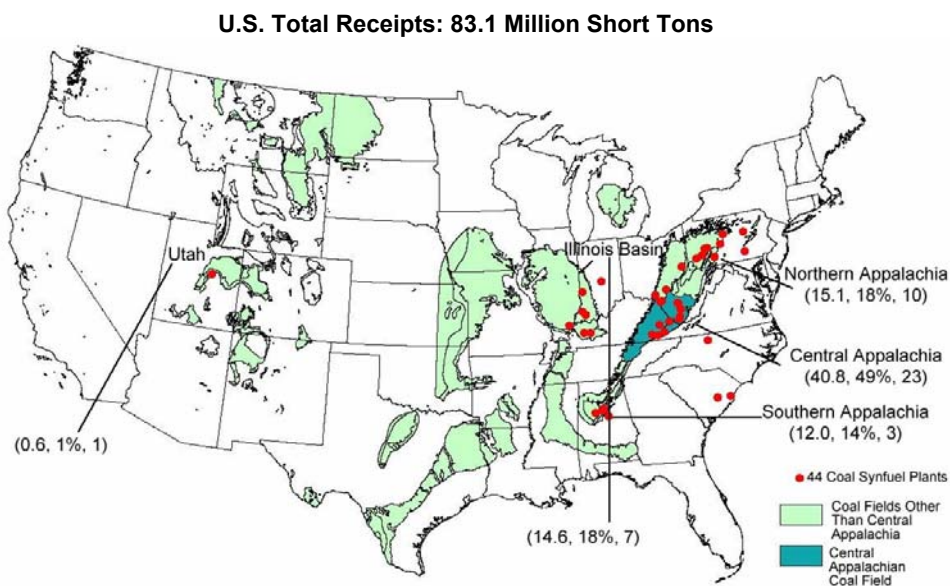 U.S. Total Receipts: 83.1 Million Short Tons
Utah
Illinois Basin
Northern Appalachia
(15.1, 18%, 10)
Central Appalachia
(40.8, 49%, 23)
Southern Appalachia
(12.0, 14%, 3)
(0.6, 1%, 1)
(14.6, 18%, 7)
44 Coal Synfuel Plants
Coal Fields Other
Than Central
Appalachia
Central
Appalachian
Coal Field